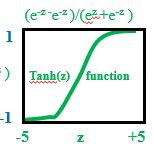 (e-z -e-z )/(ez+e-z )
1
Tanh(z) function
)
-1
-5 z +5